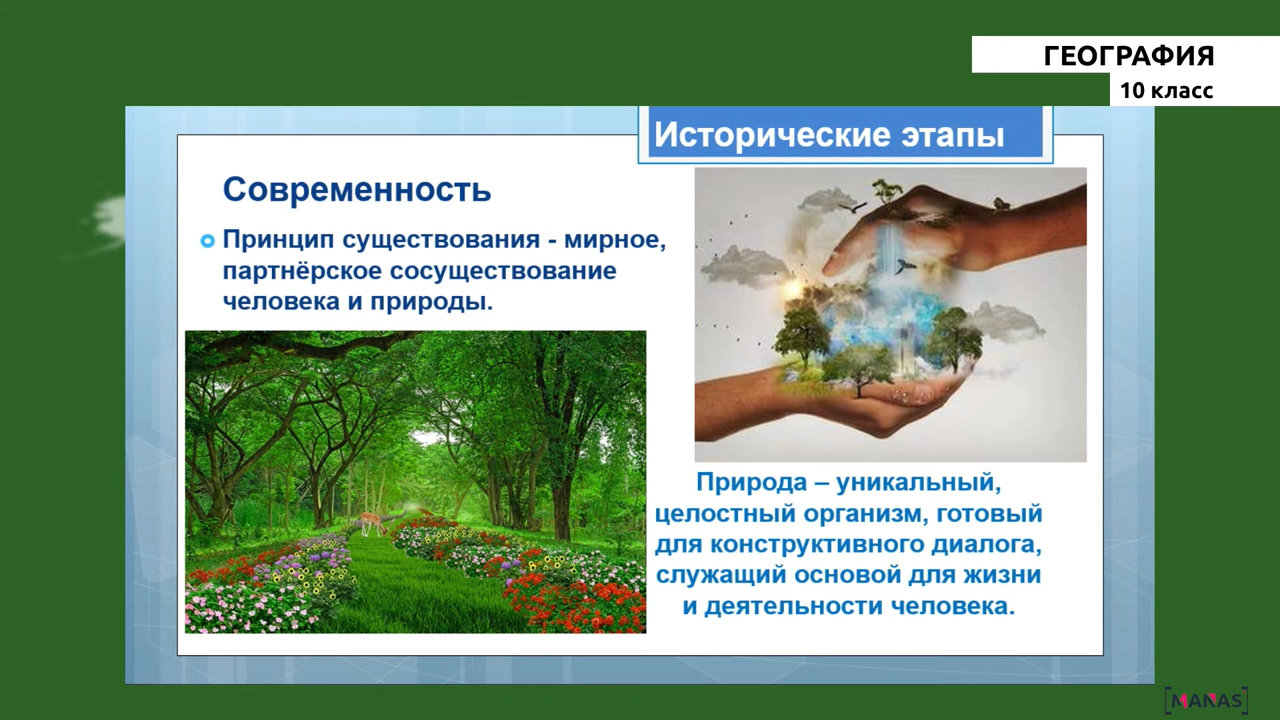 ГЕОГРАФИЯ
10 класс
Исторические этапы
Современность
Принцип существования - мирное,
партнёрское сосуществование
человека и природы.
Природа – уникальный,
целостный организм, готовый
для конструктивного диалога,
служащий основой для жизни
и деятельности человека.
[MANAS]